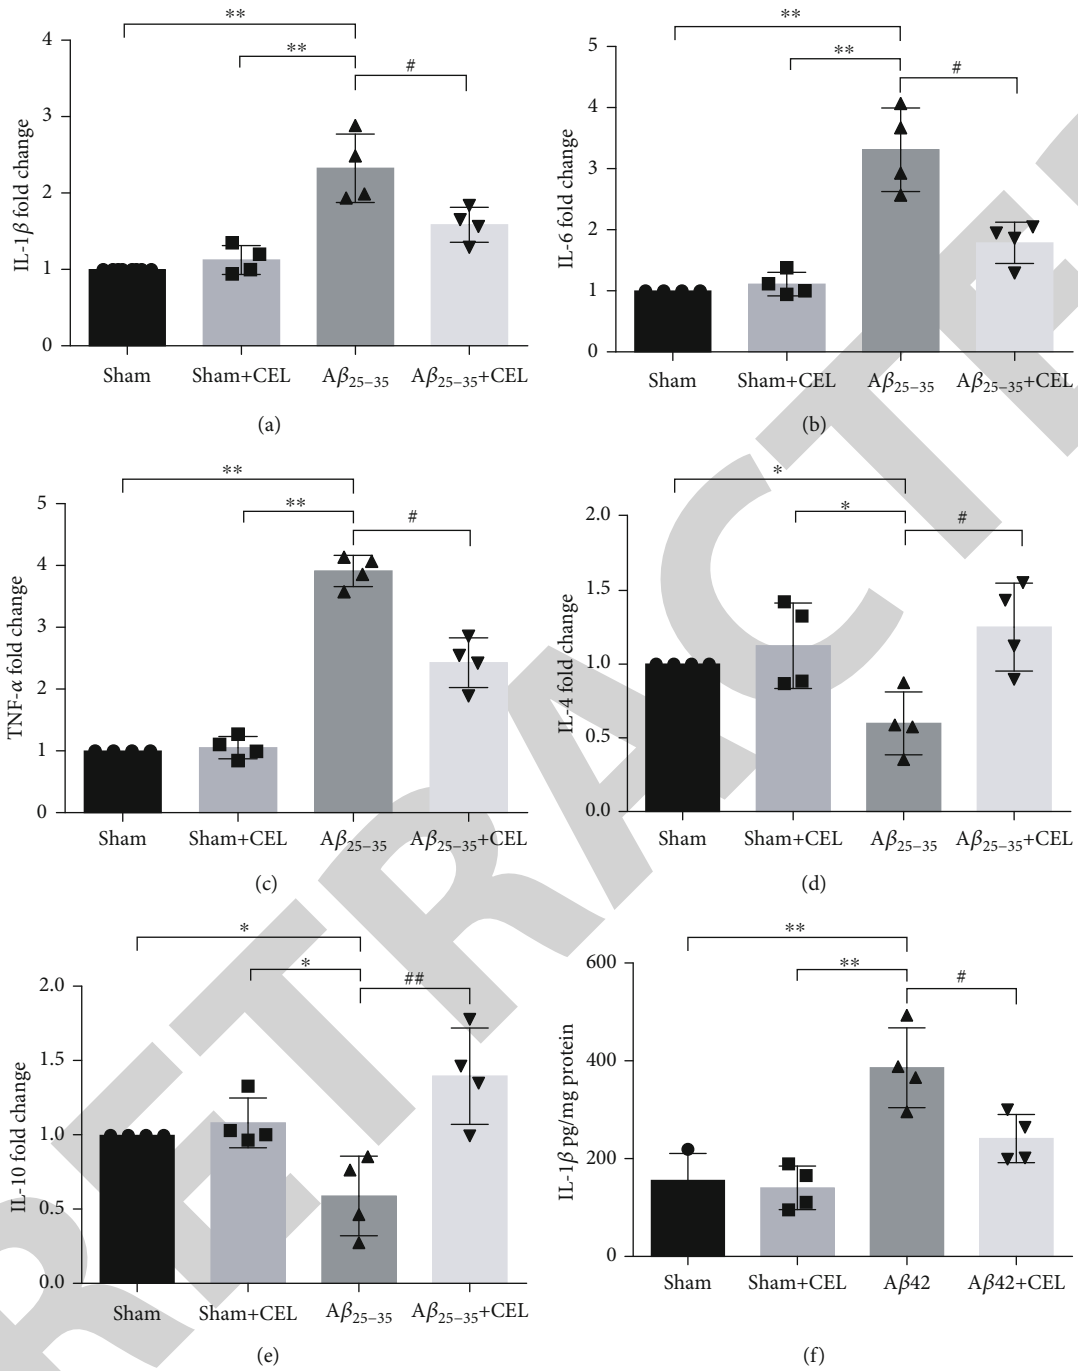 **
**
#
4
3
2
1
0
IL-1β fold change
Sham
Sham+CEL
Aβ25–35
Aβ25–35+CEL
(a)
**
**
#
5
4
3
2
1
0
IL-6 fold change
Sham
Sham+CEL
Aβ25–35
Aβ25–35+CEL
(b)
**
**
#
5
4
3
2
1
0
TNF-α fold change
Sham
Sham+CEL
Aβ25–35
Aβ25–35+CEL
(c)
*
*
#
2.0
1.5
1.0
0.5
0.0
IL-4 fold change
Sham
Sham+CEL
Aβ25–35
Aβ25–35+CEL
(d)
*
*
##
2.0
1.5
1.0
0.5
0.0
IL-10 fold change
Sham
Sham+CEL
Aβ25–35
Aβ25–35+CEL
(e)
**
**
#
600
400
200
0
IL-1β pg/mg protein
Sham
Sham+CEL
Aβ42
Aβ42+CEL
(f)
RETRACTE